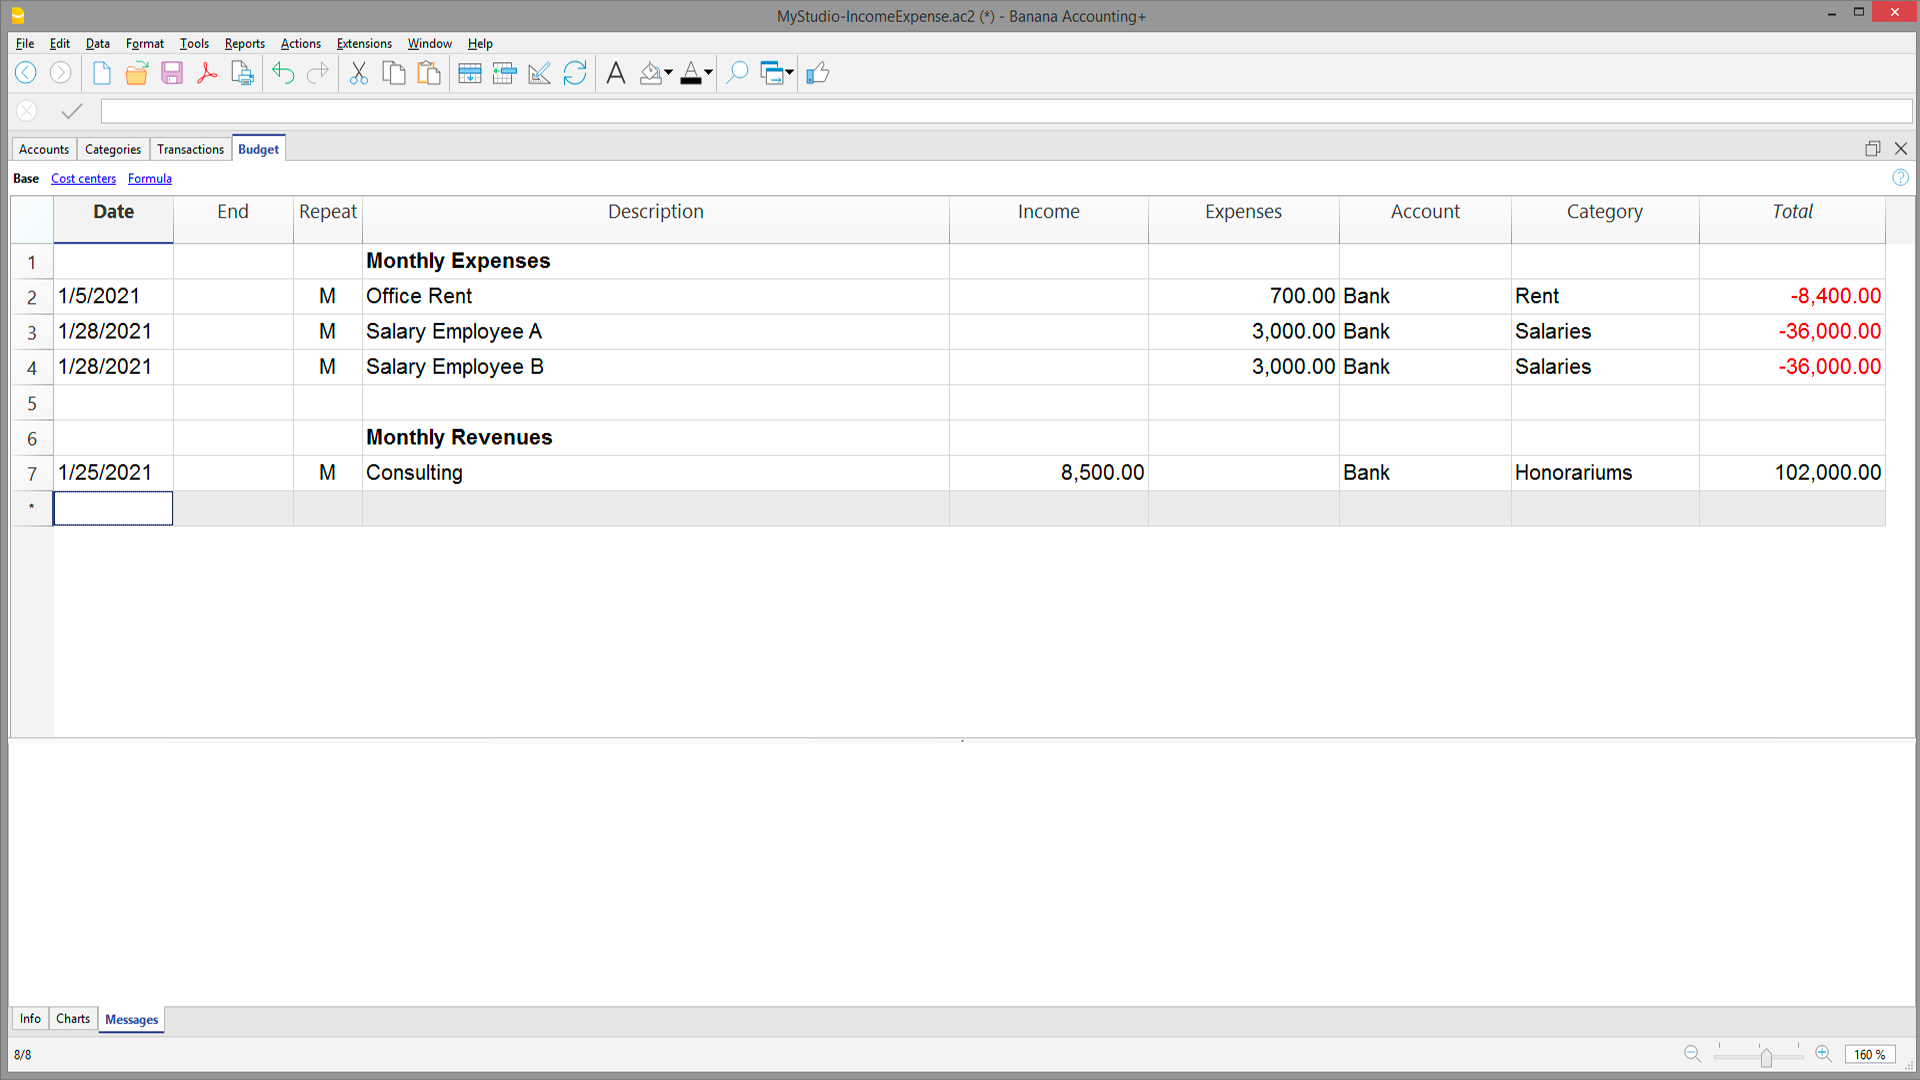 MyStudio-IncomeExpense.ac2 (*) - Banana Accounting+
File Edit Data Format Tools Reports Actions Extensions Window Help
Accounts Categories Transactions Budget
Base Cost centers Formula
Date End Repeat Description Income Expenses Account Category Total
1 Monthly Expenses
2 1/5/2021 M Office Rent 700.00 Bank Rent -8,400.00
3 1/28/2021 M Salary Employee A 3,000.00 Bank Salaries -36,000.00
4 1/28/2021 M Salary Employee B 3,000.00 Bank Salaries -36,000.00
5
6 Monthly Revenues
7 1/25/2021 M Consulting 8,500.00 Bank Honorariums 102,000.00
*
Info Charts Messages
8/8 160 %